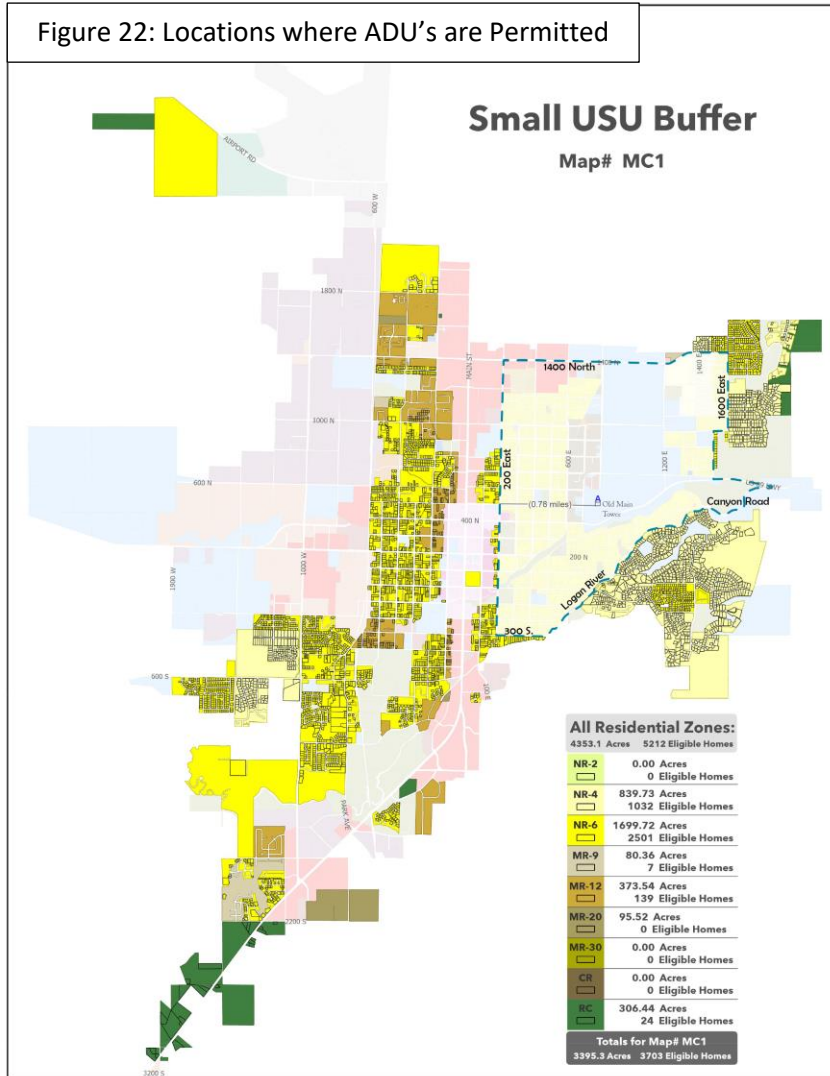 Figure 22: Locations where ADU's are Permitted
Small USU Buffer
Map# MC1
AIRPORT RD
600 W
1800 N
MAIN ST
1400 North
1400 N
1400 E
1600 East
1000 N
200 East
600 E
1200 E
600 N
(0.78 miles)
A
Old Main
Tower
Canyon Road
400 N
200 N
1000 W
1900 W
Logan River
300 S.
600 S
100 E
PARK AVE
2200 S
3200 S
All Residential Zones:
4353.1 Acres 5212 Eligible Homes
NR-2 0.00 Acres
0 Eligible Homes
NR-4 839.73 Acres
1032 Eligible Homes
NR-6 1699.72 Acres
2501 Eligible Homes
MR-9 80.36 Acres
7 Eligible Homes
MR-12 373.54 Acres
139 Eligible Homes
MR-20 95.52 Acres
0 Eligible Homes
MR-30 0.00 Acres
0 Eligible Homes
CR 0.00 Acres
0 Eligible Homes
RC 306.44 Acres
24 Eligible Homes
Totals for Map# MC1
3395.3 Acres 3703 Eligible Homes